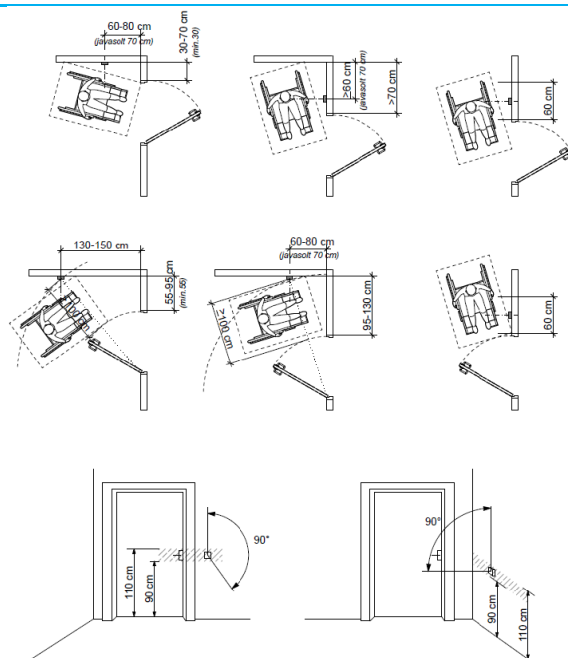 60-80 cm
(javasolt 70 cm)
30-70 cm
(min.30)
>60 cm
(javasolt 70 cm)
>70 cm
60 cm
130-150 cm
55-95 cm
(min.55)
60-80 cm
(javasolt 70 cm)
>100 cm
95-130 cm
60 cm
110 cm
90 cm
90°
90°
90 cm
110 cm